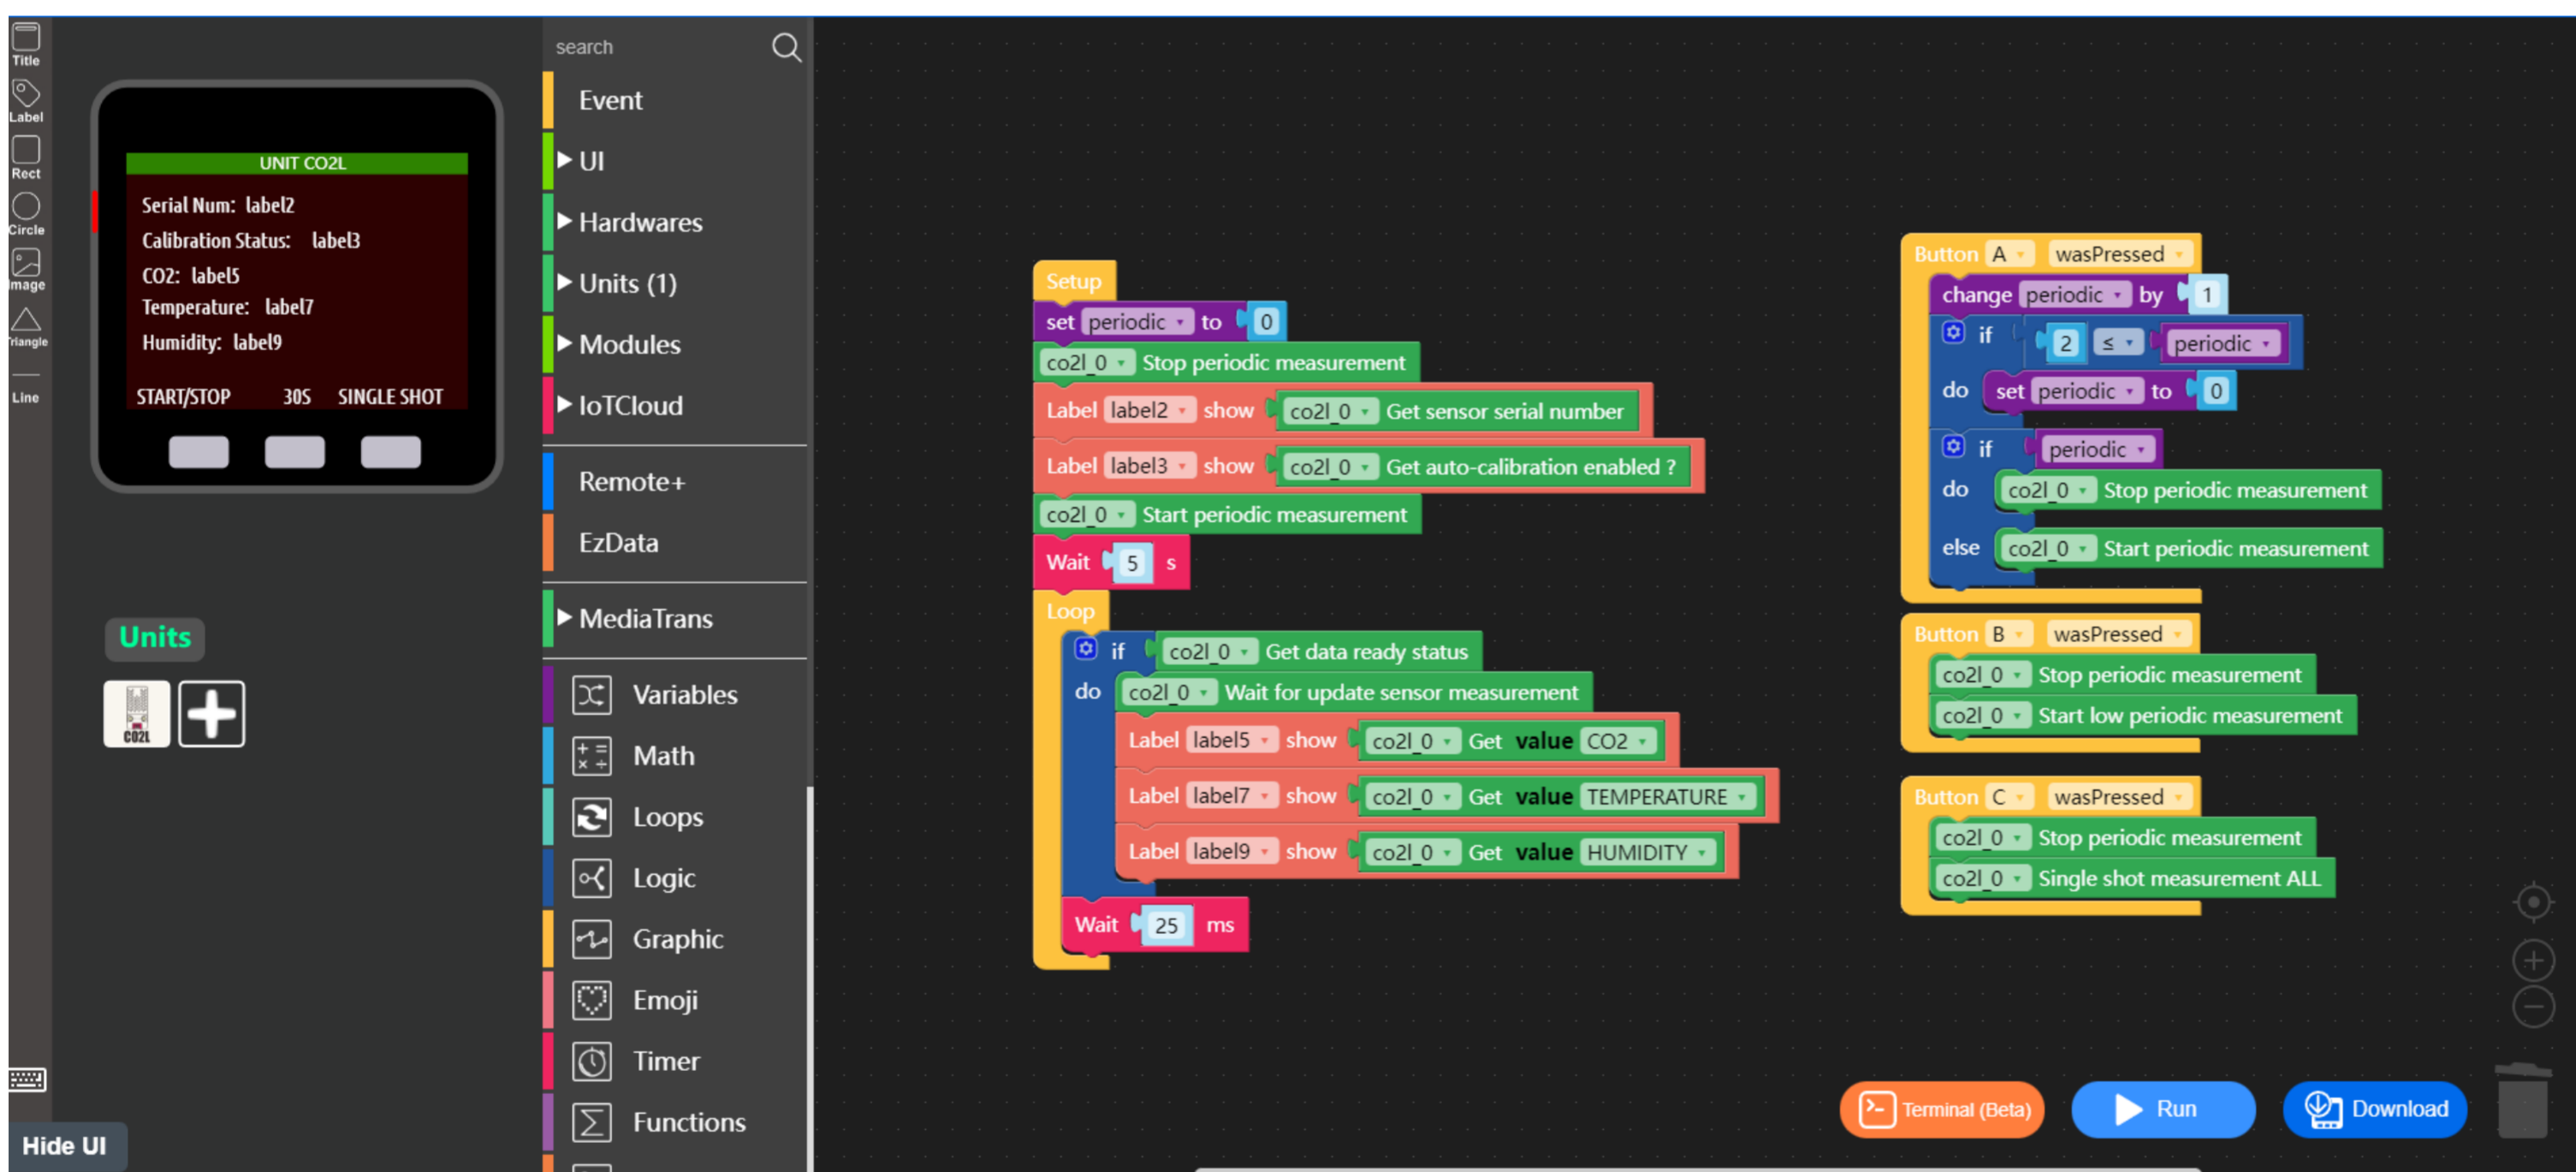 Title
Label
Rect
Circle
Image
Triangle
Line
UNIT CO2L
Serial Num: label2
Calibration Status: label3
CO2: label5
Temperature: label7
Humidity: label9
START/STOP 30S SINGLE SHOT
Units
CO2L
Hide UI
search
Event
UI
Hardwares
Units (1)
Modules
IoTCloud
Remote+
EzData
MediaTrans
Variables
Math
Loops
Logic
Graphic
Emoji
Timer
Functions
Setup
set periodic to 0
co2l_0 Stop periodic measurement
Label label2 show co2l_0 Get sensor serial number
Label label3 show co2l_0 Get auto-calibration enabled ?
co2l_0 Start periodic measurement
Wait 5 s
Loop
if co2l_0 Get data ready status
do co2l_0 Wait for update sensor measurement
Label label5 show co2l_0 Get value CO2
Label label7 show co2l_0 Get value TEMPERATURE
Label label9 show co2l_0 Get value HUMIDITY
Wait 25 ms
Button A wasPressed
change periodic by 1
if 2 ≤ periodic
do set periodic to 0
if periodic
do co2l_0 Stop periodic measurement
else co2l_0 Start periodic measurement
Button B wasPressed
co2l_0 Stop periodic measurement
co2l_0 Start low periodic measurement
Button C wasPressed
co2l_0 Stop periodic measurement
co2l_0 Single shot measurement ALL
Terminal (Beta)
Run
Download